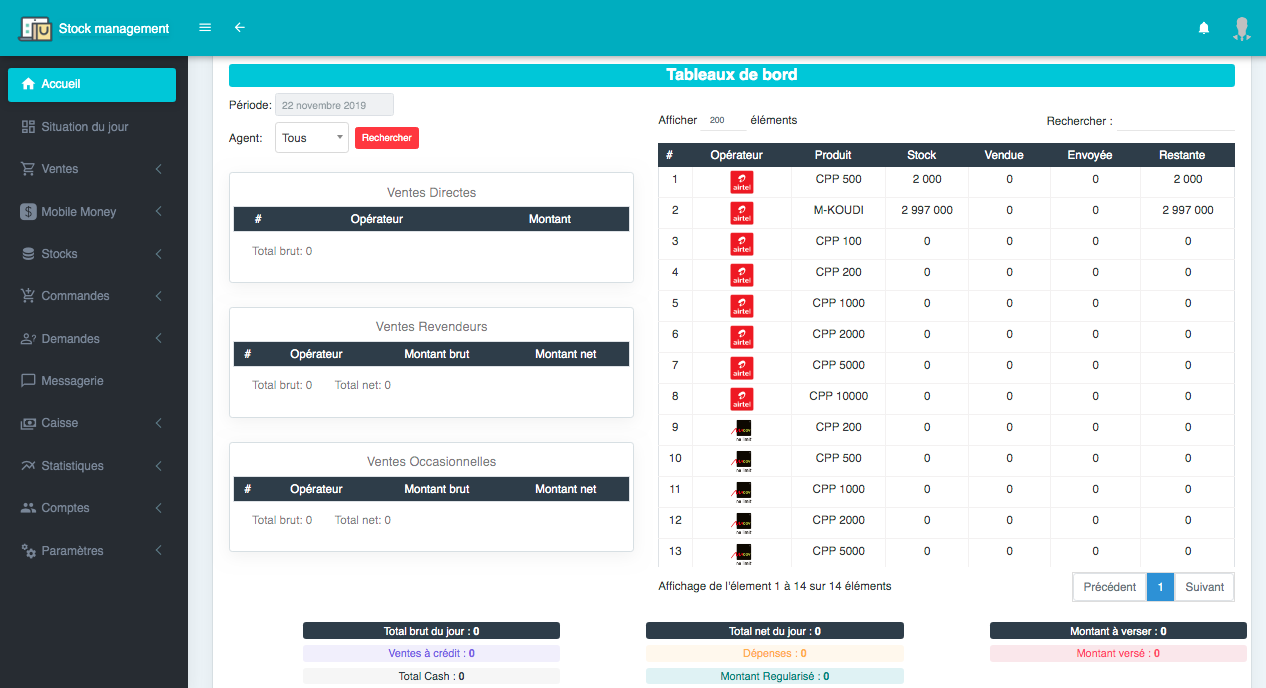 Stock management
Accueil
Situation du jour
Ventes
Mobile Money
Stocks
Commandes
Demandes
Messagerie
Caisse
Statistiques
Comptes
Paramètres
Tableaux de bord
Période: 22 novembre 2019
Agent: Tous Rechercher
Ventes Directes
# Opérateur Montant
Total brut: 0
Ventes Revendeurs
# Opérateur Montant brut Montant net
Total brut: 0 Total net: 0
Ventes Occasionnelles
# Opérateur Montant brut Montant net
Total brut: 0 Total net: 0
Afficher 200 éléments Rechercher :
# Opérateur Produit Stock Vendue Envoyée Restante
1 airtel CPP 500 2 000 0 0 2 000
2 airtel M-KOUDI 2 997 000 0 0 2 997 000
3 airtel CPP 100 0 0 0 0
4 airtel CPP 200 0 0 0 0
5 airtel CPP 1000 0 0 0 0
6 airtel CPP 2000 0 0 0 0
7 airtel CPP 5000 0 0 0 0
8 airtel CPP 10000 0 0 0 0
9 CPP 200 0 0 0 0
10 CPP 500 0 0 0 0
11 CPP 1000 0 0 0 0
12 CPP 2000 0 0 0 0
13 CPP 5000 0 0 0 0
Affichage de l'élement 1 à 14 sur 14 éléments
Précédent 1 Suivant
Total brut du jour : 0 Total net du jour : 0 Montant à verser : 0
Ventes à crédit : 0 Dépenses : 0 Montant versé : 0
Total Cash : 0 Montant Regularisé : 0